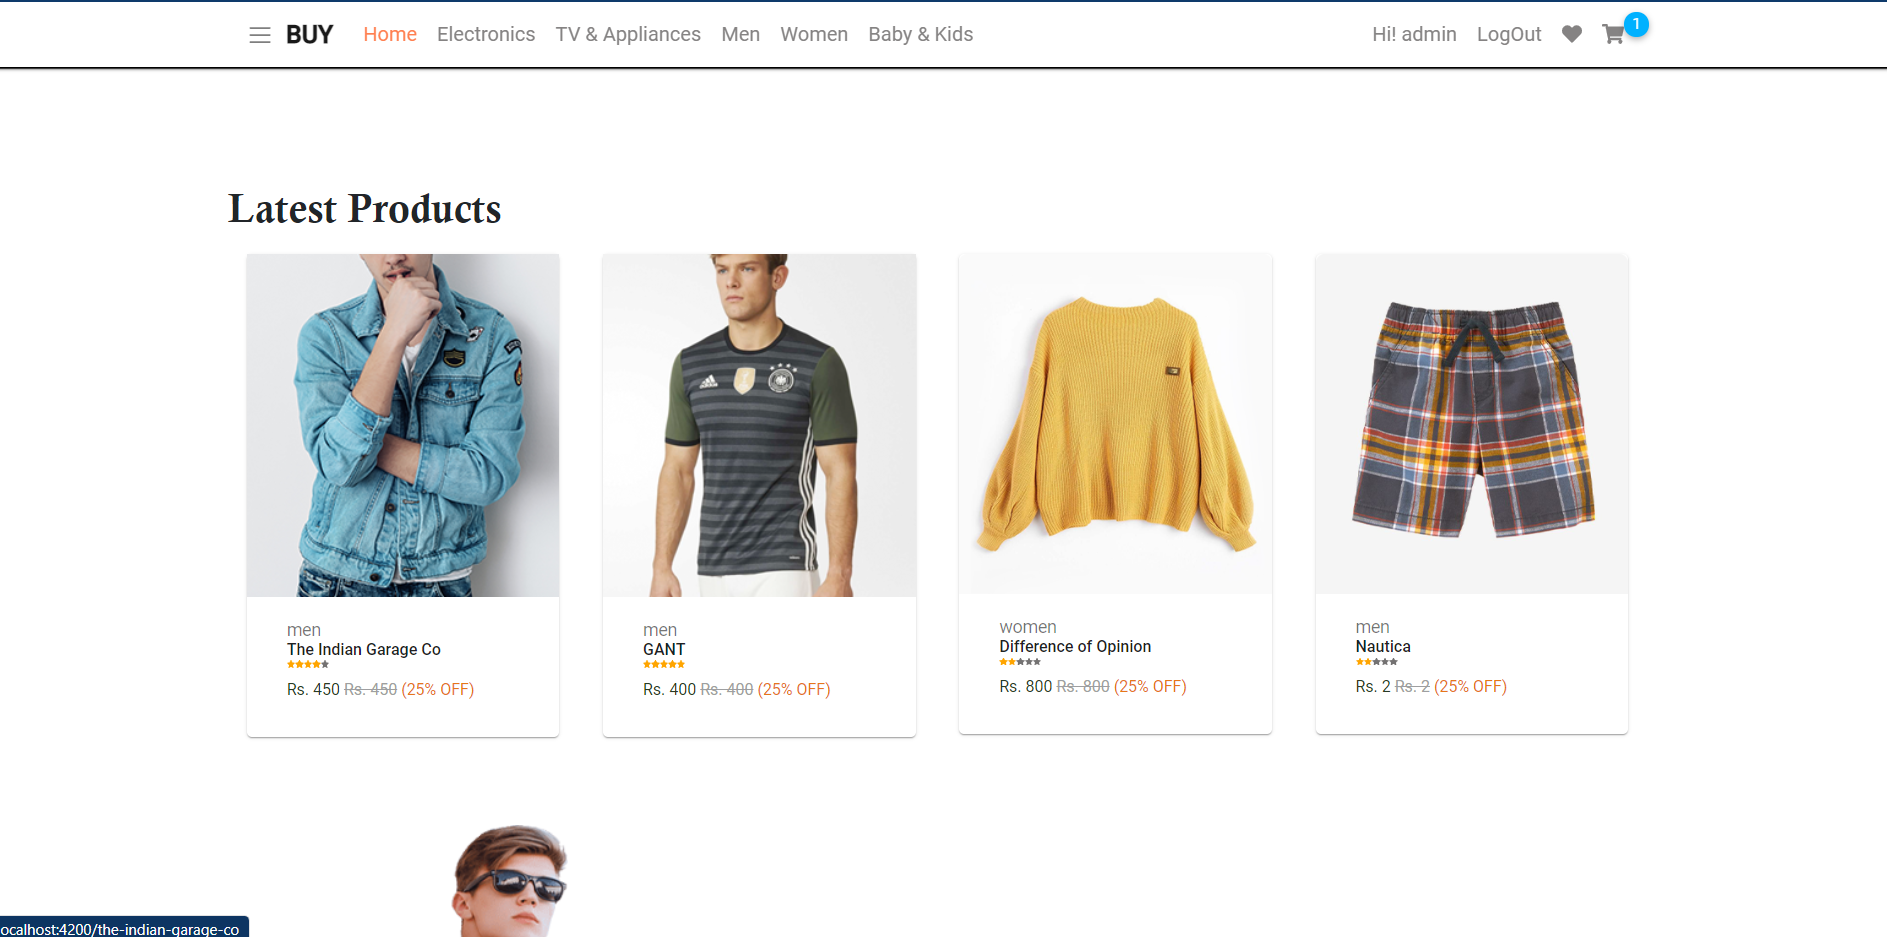 BUY Home Electronics TV & Appliances Men Women Baby & Kids Hi! admin LogOut 1
Latest Products
adidas
men
The Indian Garage Co
Rs. 450 Rs. 450 (25% OFF)
men
GANT
Rs. 400 Rs. 400 (25% OFF)
women
Difference of Opinion
Rs. 800 Rs. 800 (25% OFF)
men
Nautica
Rs. 2 Rs. 2 (25% OFF)
ocalhost:4200/the-indian-garage-co